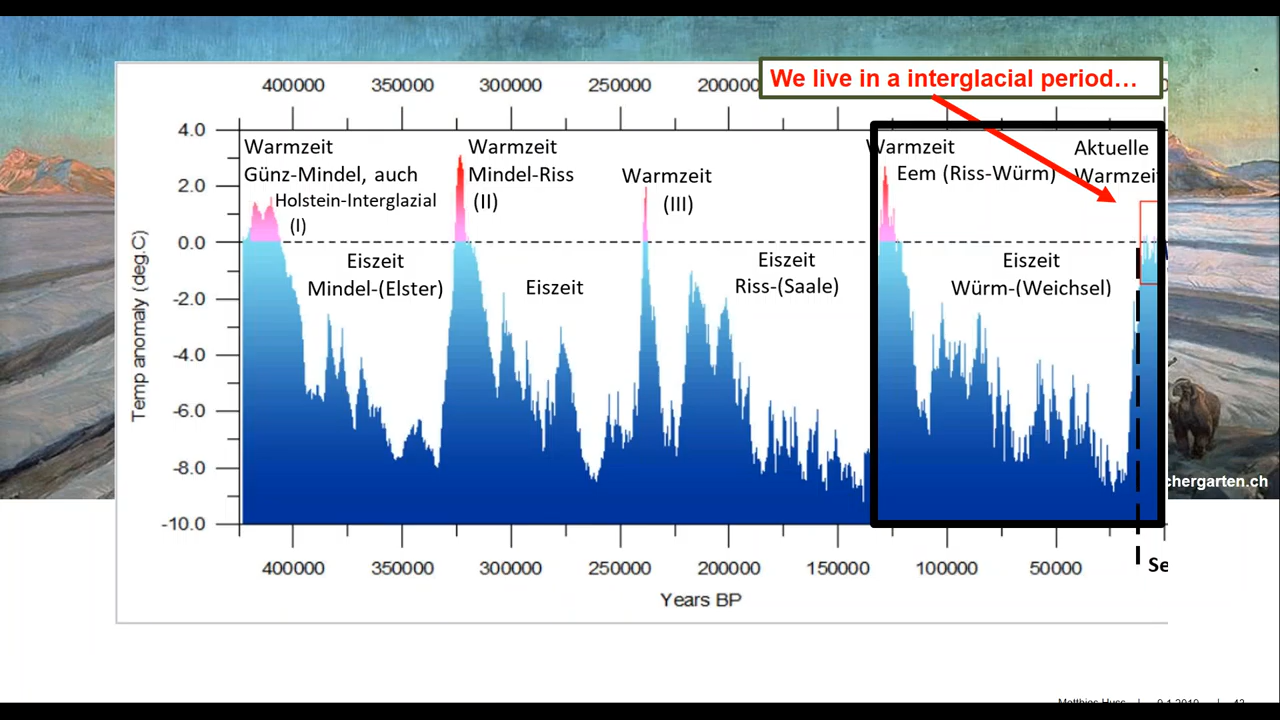 We live in a interglacial period…
400000 350000 300000 250000 200000 0
4.0
2.0
0.0
-2.0
-4.0
-6.0
-8.0
-10.0
Temp anomaly (deg.C)
Warmzeit
Günz-Mindel, auch
Holstein-Interglazial
(I)
Warmzeit
Mindel-Riss
(II)
Warmzeit
(III)
Warmzeit
Eem (Riss-Würm)
Aktuelle
Warmzeit
Eiszeit
Mindel-(Elster)
Eiszeit
Eiszeit
Riss-(Saale)
Eiszeit
Würm-(Weichsel)
chergarten.ch
400000 350000 300000 250000 200000 150000 100000 50000
Se
Years BP